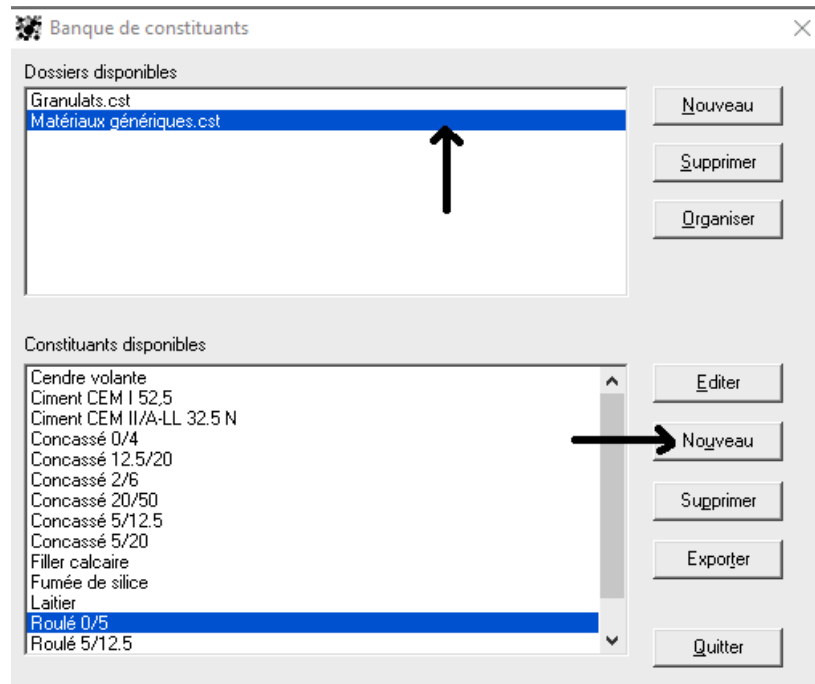 Banque de constituants
Dossiers disponibles
Granulats.cst
Matériaux génériques.cst
Nouveau
Supprimer
Organiser
Constituants disponibles
Cendre volante
Ciment CEM I 52,5
Ciment CEM II/A-LL 32.5 N
Concassé 0/4
Concassé 12.5/20
Concassé 2/6
Concassé 20/50
Concassé 5/12.5
Concassé 5/20
Filler calcaire
Fumée de silice
Laitier
Roulé 0/5
Roulé 5/12.5
Editer
Nouveau
Supprimer
Exporter
Quitter